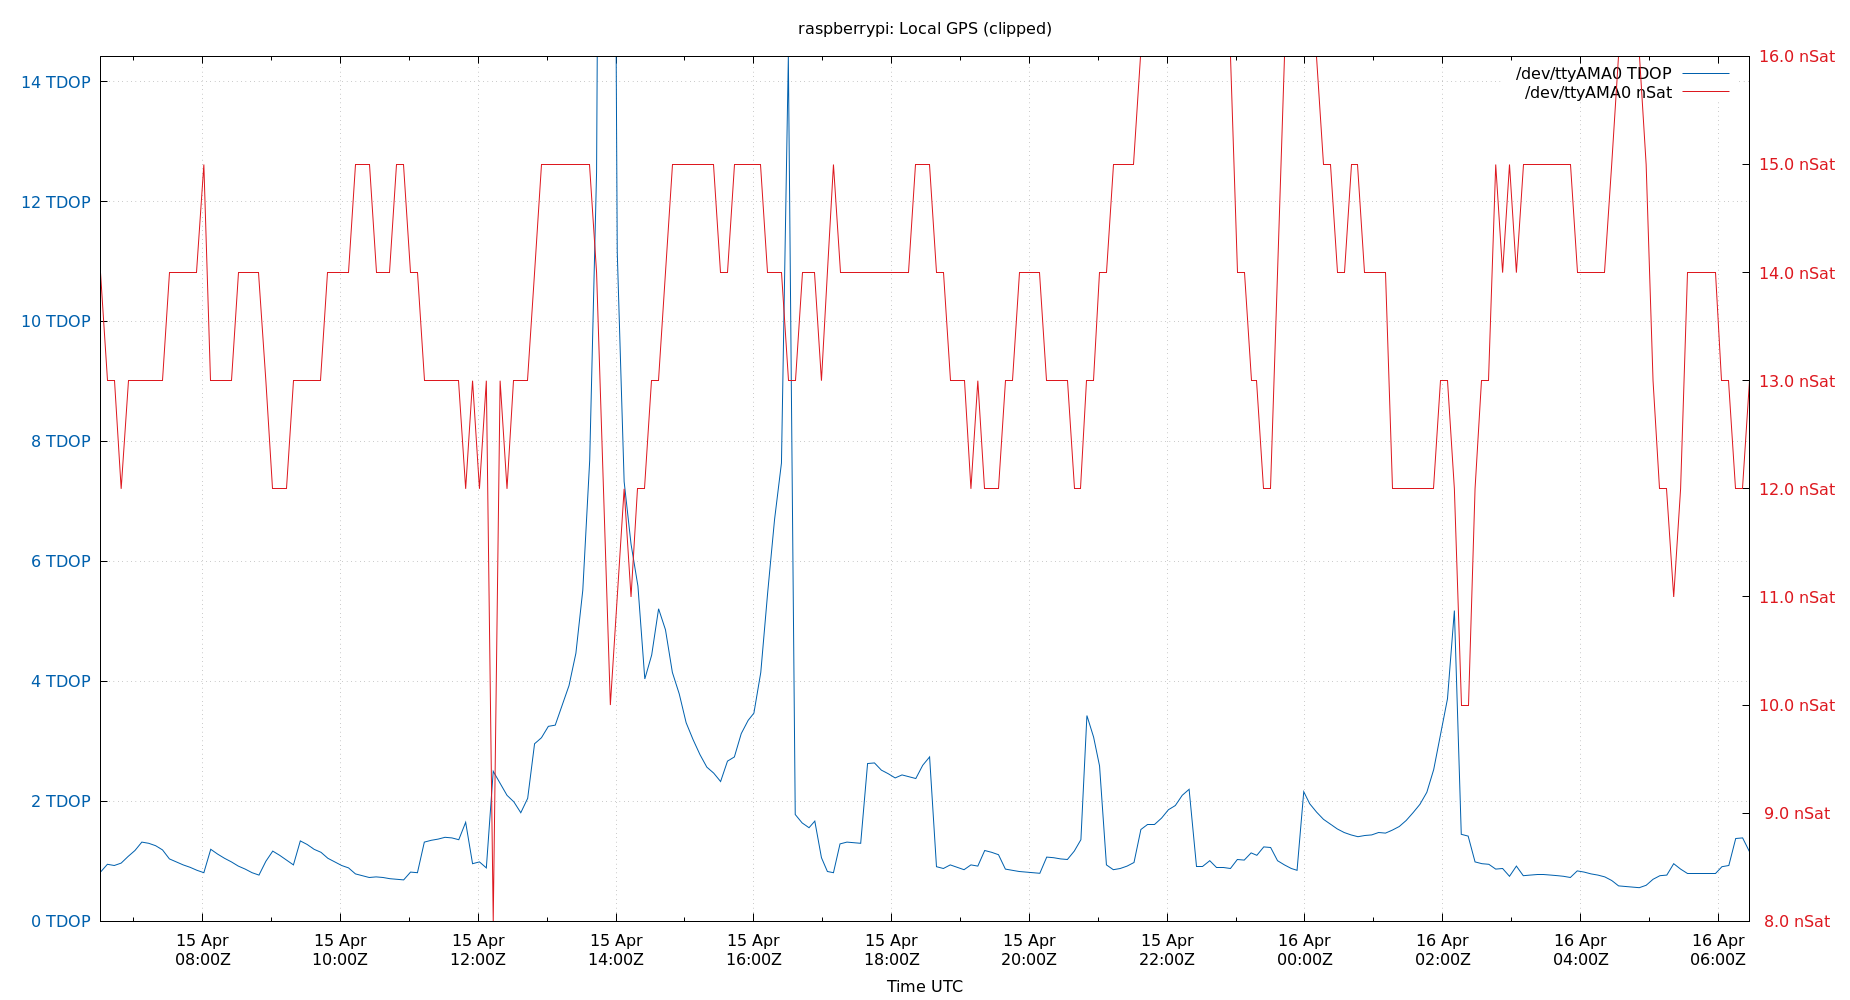 raspberrypi: Local GPS (clipped)
/dev/ttyAMA0 TDOP
/dev/ttyAMA0 nSat
14 TDOP
12 TDOP
10 TDOP
8 TDOP
6 TDOP
4 TDOP
2 TDOP
0 TDOP
16.0 nSat
15.0 nSat
14.0 nSat
13.0 nSat
12.0 nSat
11.0 nSat
10.0 nSat
9.0 nSat
8.0 nSat
15 Apr
08:00Z
15 Apr
10:00Z
15 Apr
12:00Z
15 Apr
14:00Z
15 Apr
16:00Z
15 Apr
18:00Z
15 Apr
20:00Z
15 Apr
22:00Z
16 Apr
00:00Z
16 Apr
02:00Z
16 Apr
04:00Z
16 Apr
06:00Z
Time UTC